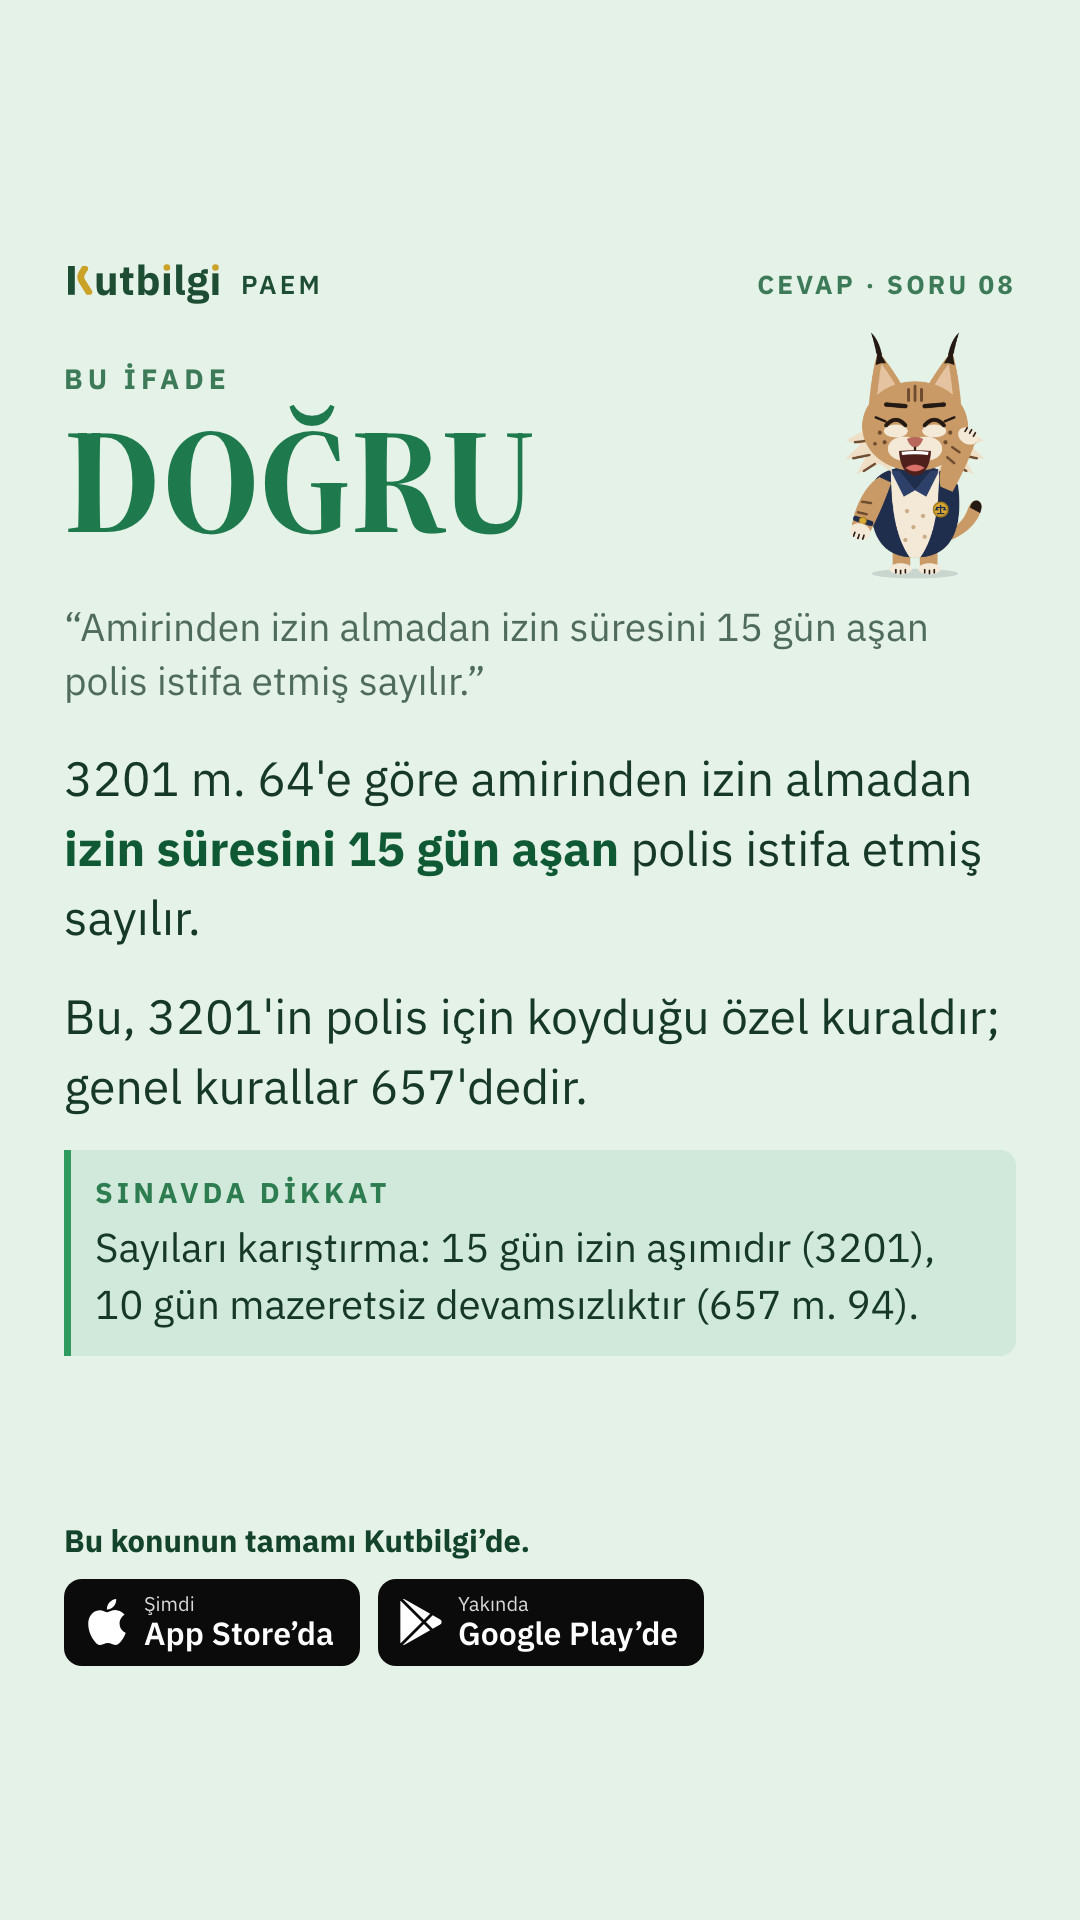 Kutbilgi PAEM
CEVAP · SORU 08
BU İFADE
DOĞRU
“Amirinden izin almadan izin süresini 15 gün aşan
polis istifa etmiş sayılır.”
3201 m. 64'e göre amirinden izin almadan
izin süresini 15 gün aşan polis istifa etmiş
sayılır.
Bu, 3201'in polis için koyduğu özel kuraldır;
genel kurallar 657'dedir.
SINAVDA DİKKAT
Sayıları karıştırma: 15 gün izin aşımıdır (3201),
10 gün mazeretsiz devamsızlıktır (657 m. 94).
Bu konunun tamamı Kutbilgi’de.
Şimdi
App Store’da
Yakında
Google Play’de